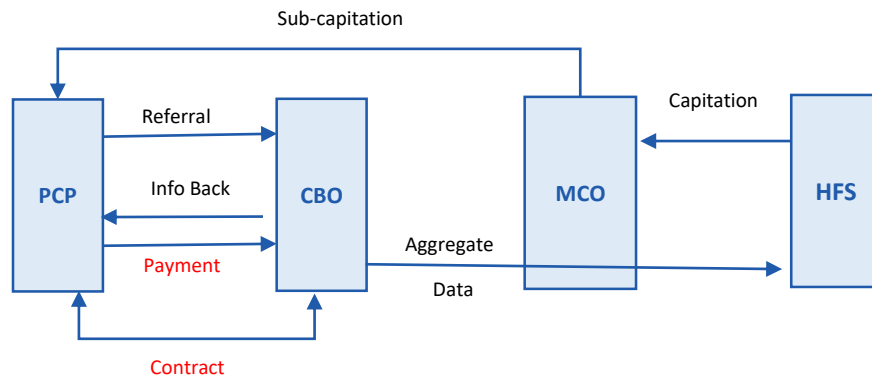 Sub-capitation
Referral
Capitation
PCP
Info Back
CBO
MCO
HFS
Payment
Aggregate
Data
Contract